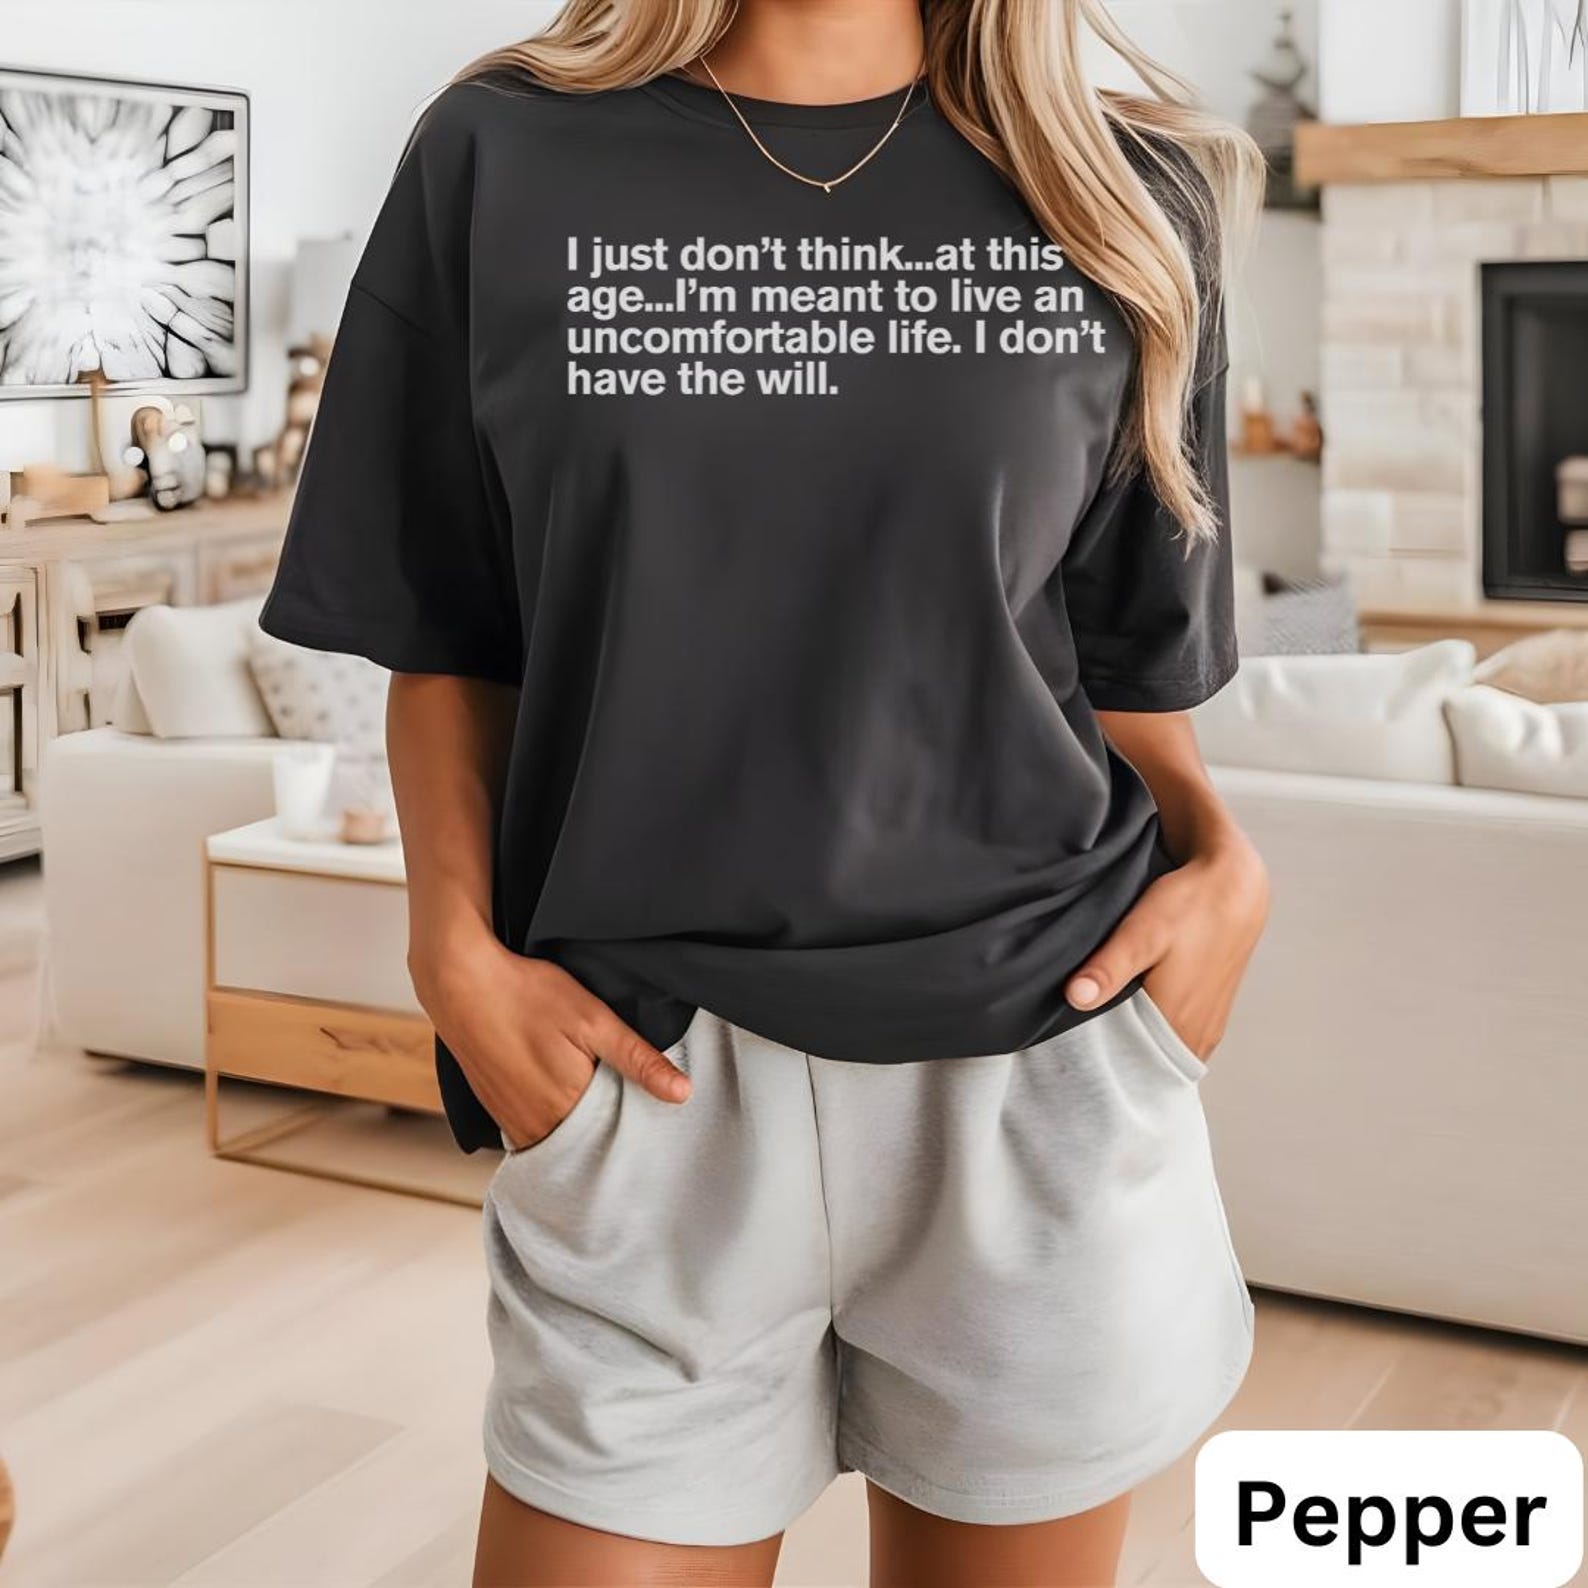 I just don’t think...at this
age...I’m meant to live an
uncomfortable life. I don’t
have the will.
Pepper